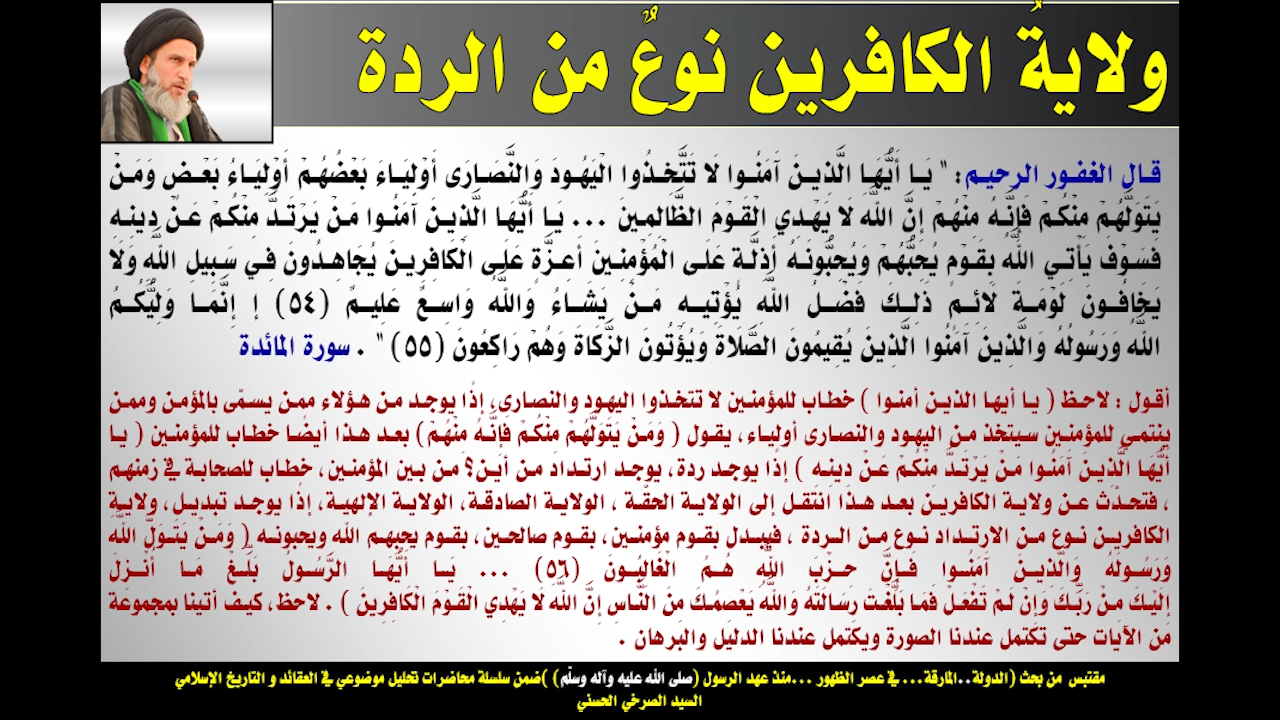 ولايةُ الكافرين نوعٌ من الردة
قال الغفور الرحيم: " يَا أَيُّهَا الَّذِينَ آمَنُوا لَا تَتَّخِذُوا الْيَهُودَ وَالنَّصَارَى أَوْلِيَاءَ بَعْضُهُمْ أَوْلِيَاءُ بَعْضٍ وَمَنْ
يَتَوَلَّهُمْ مِنْكُمْ فَإِنَّهُ مِنْهُمْ إِنَّ اللَّهَ لَا يَهْدِي الْقَوْمَ الظَّالِمِينَ ... يَا أَيُّهَا الَّذِينَ آمَنُوا مَنْ يَرْتَدَّ مِنْكُمْ عَنْ دِينِهِ
فَسَوْفَ يَأْتِي اللَّهُ بِقَوْمٍ يُحِبُّهُمْ وَيُحِبُّونَهُ أَذِلَّةٍ عَلَى الْمُؤْمِنِينَ أَعِزَّةٍ عَلَى الْكَافِرِينَ يُجَاهِدُونَ فِي سَبِيلِ اللَّهِ وَلَا
يَخَافُونَ لَوْمَةَ لَائِمٍ ذَلِكَ فَضْلُ اللَّهِ يُؤْتِيهِ مَنْ يَشَاءُ وَاللَّهُ وَاسِعٌ عَلِيمٌ (٥٤) إ إِنَّمَا وَلِيُّكُمُ
اللَّهُ وَرَسُولُهُ وَالَّذِينَ آمَنُوا الَّذِينَ يُقِيمُونَ الصَّلَاةَ وَيُؤْتُونَ الزَّكَاةَ وَهُمْ رَاكِعُونَ (٥٥) " . سورة المائدة
أقول : لاحظ ( يا أيها الذين أمنوا ) خطاب للمؤمنين لا تتخذوا اليهود والنصارى، إذًا يوجد من هؤلاء ممن يسمّى بالمؤمن وممن
ينتمي للمؤمنين سيتخذ من اليهود والنصارى أولياء، يقول ( وَمَنْ يَتَوَلَّهُمْ مِنْكُمْ فَإِنَّهُ مِنْهُمْ) بعد هذا أيضًا خطاب للمؤمنين ( يا
أَيُّهَا الَّذِينَ آمَنُوا مَنْ يَرْتَدَّ مِنْكُمْ عَنْ دِينِهِ ) إذًا يوجد ردة، يوجد ارتداد من أين؟ من بين المؤمنين، خطاب للصحابة في زمنهم
، فتحدّث عن ولاية الكافرين بعد هذا انتقل إلى الولاية الحقّة ، الولاية الصادقة، الولاية الإلهية، إذًا يوجد تبديل، ولاية
الكافرين نوع من الارتداد نوع من الردة ، فيبدل بقوم مؤمنين، بقوم صالحين، بقوم يحبهم الله ويحبونه ( وَمَنْ يَتَوَلَّ اللَّهَ
وَرَسُولَهُ وَالَّذِينَ آمَنُوا فَإِنَّ حِزْبَ اللَّهِ هُمُ الْغَالِبُونَ (٥٦) ... يَا أَيُّهَا الرَّسُولُ بَلِّغْ مَا أُنْزِلَ
إِلَيْكَ مِنْ رَبِّكَ وَإِنْ لَمْ تَفْعَلْ فَمَا بَلَّغْتَ رِسَالَتَهُ وَاللَّهُ يَعْصِمُكَ مِنَ النَّاسِ إِنَّ اللَّهَ لَا يَهْدِي الْقَوْمَ الْكَافِرِينَ ) . لاحظ، كيف أتينا بمجموعة
من الآيات حتى تكتمل عندنا الصورة ويكتمل عندنا الدليل والبرهان .
مقتبس من بحث (الدولة..المارقة... في عصر الظهور ...منذ عهد الرسول (صلى الله عليه وآله وسلّم) )ضمن سلسلة محاضرات تحليل موضوعي في العقائد و التاريخ الإسلامي
السيد الصرخي الحسني